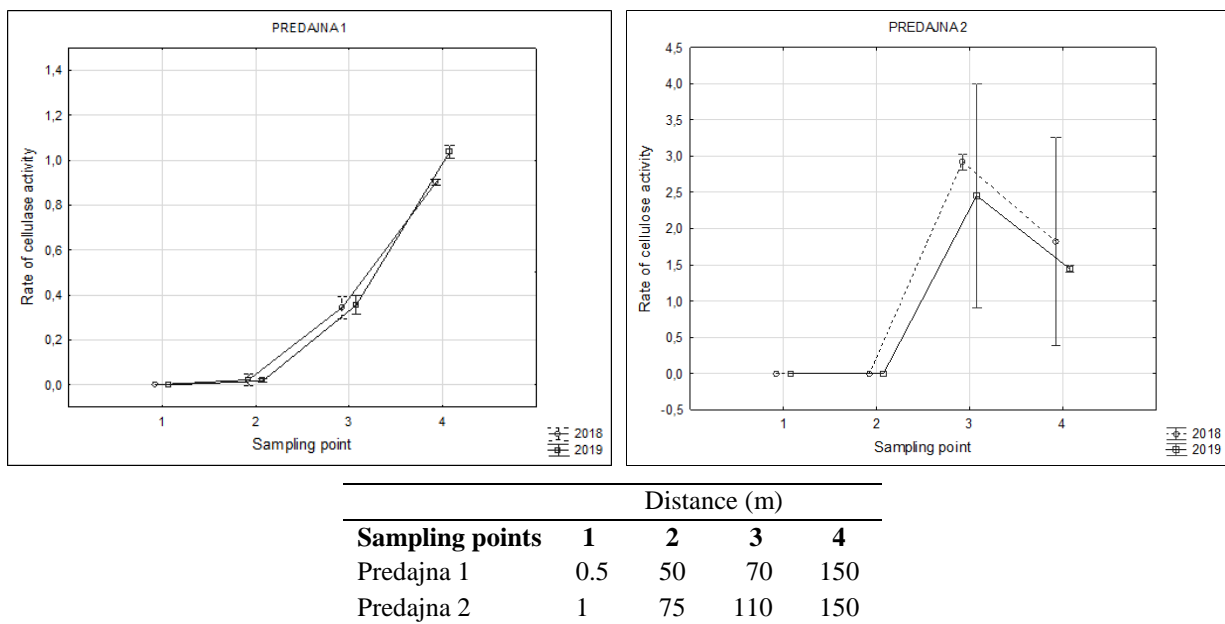 PREDAJNA 1
1,4
1,2
1,0
0,8
0,6
0,4
0,2
0,0
Rate of cellulase activity
1 2 3 4
Sampling point
2018
2019
PREDAJNA 2
4,5
4,0
3,5
3,0
2,5
2,0
1,5
1,0
0,5
0,0
-0,5
Rate of cellulose activity
1 2 3 4
Sampling point
2018
2019
Distance (m)
Sampling points 1 2 3 4
Predajna 1 0.5 50 70 150
Predajna 2 1 75 110 150